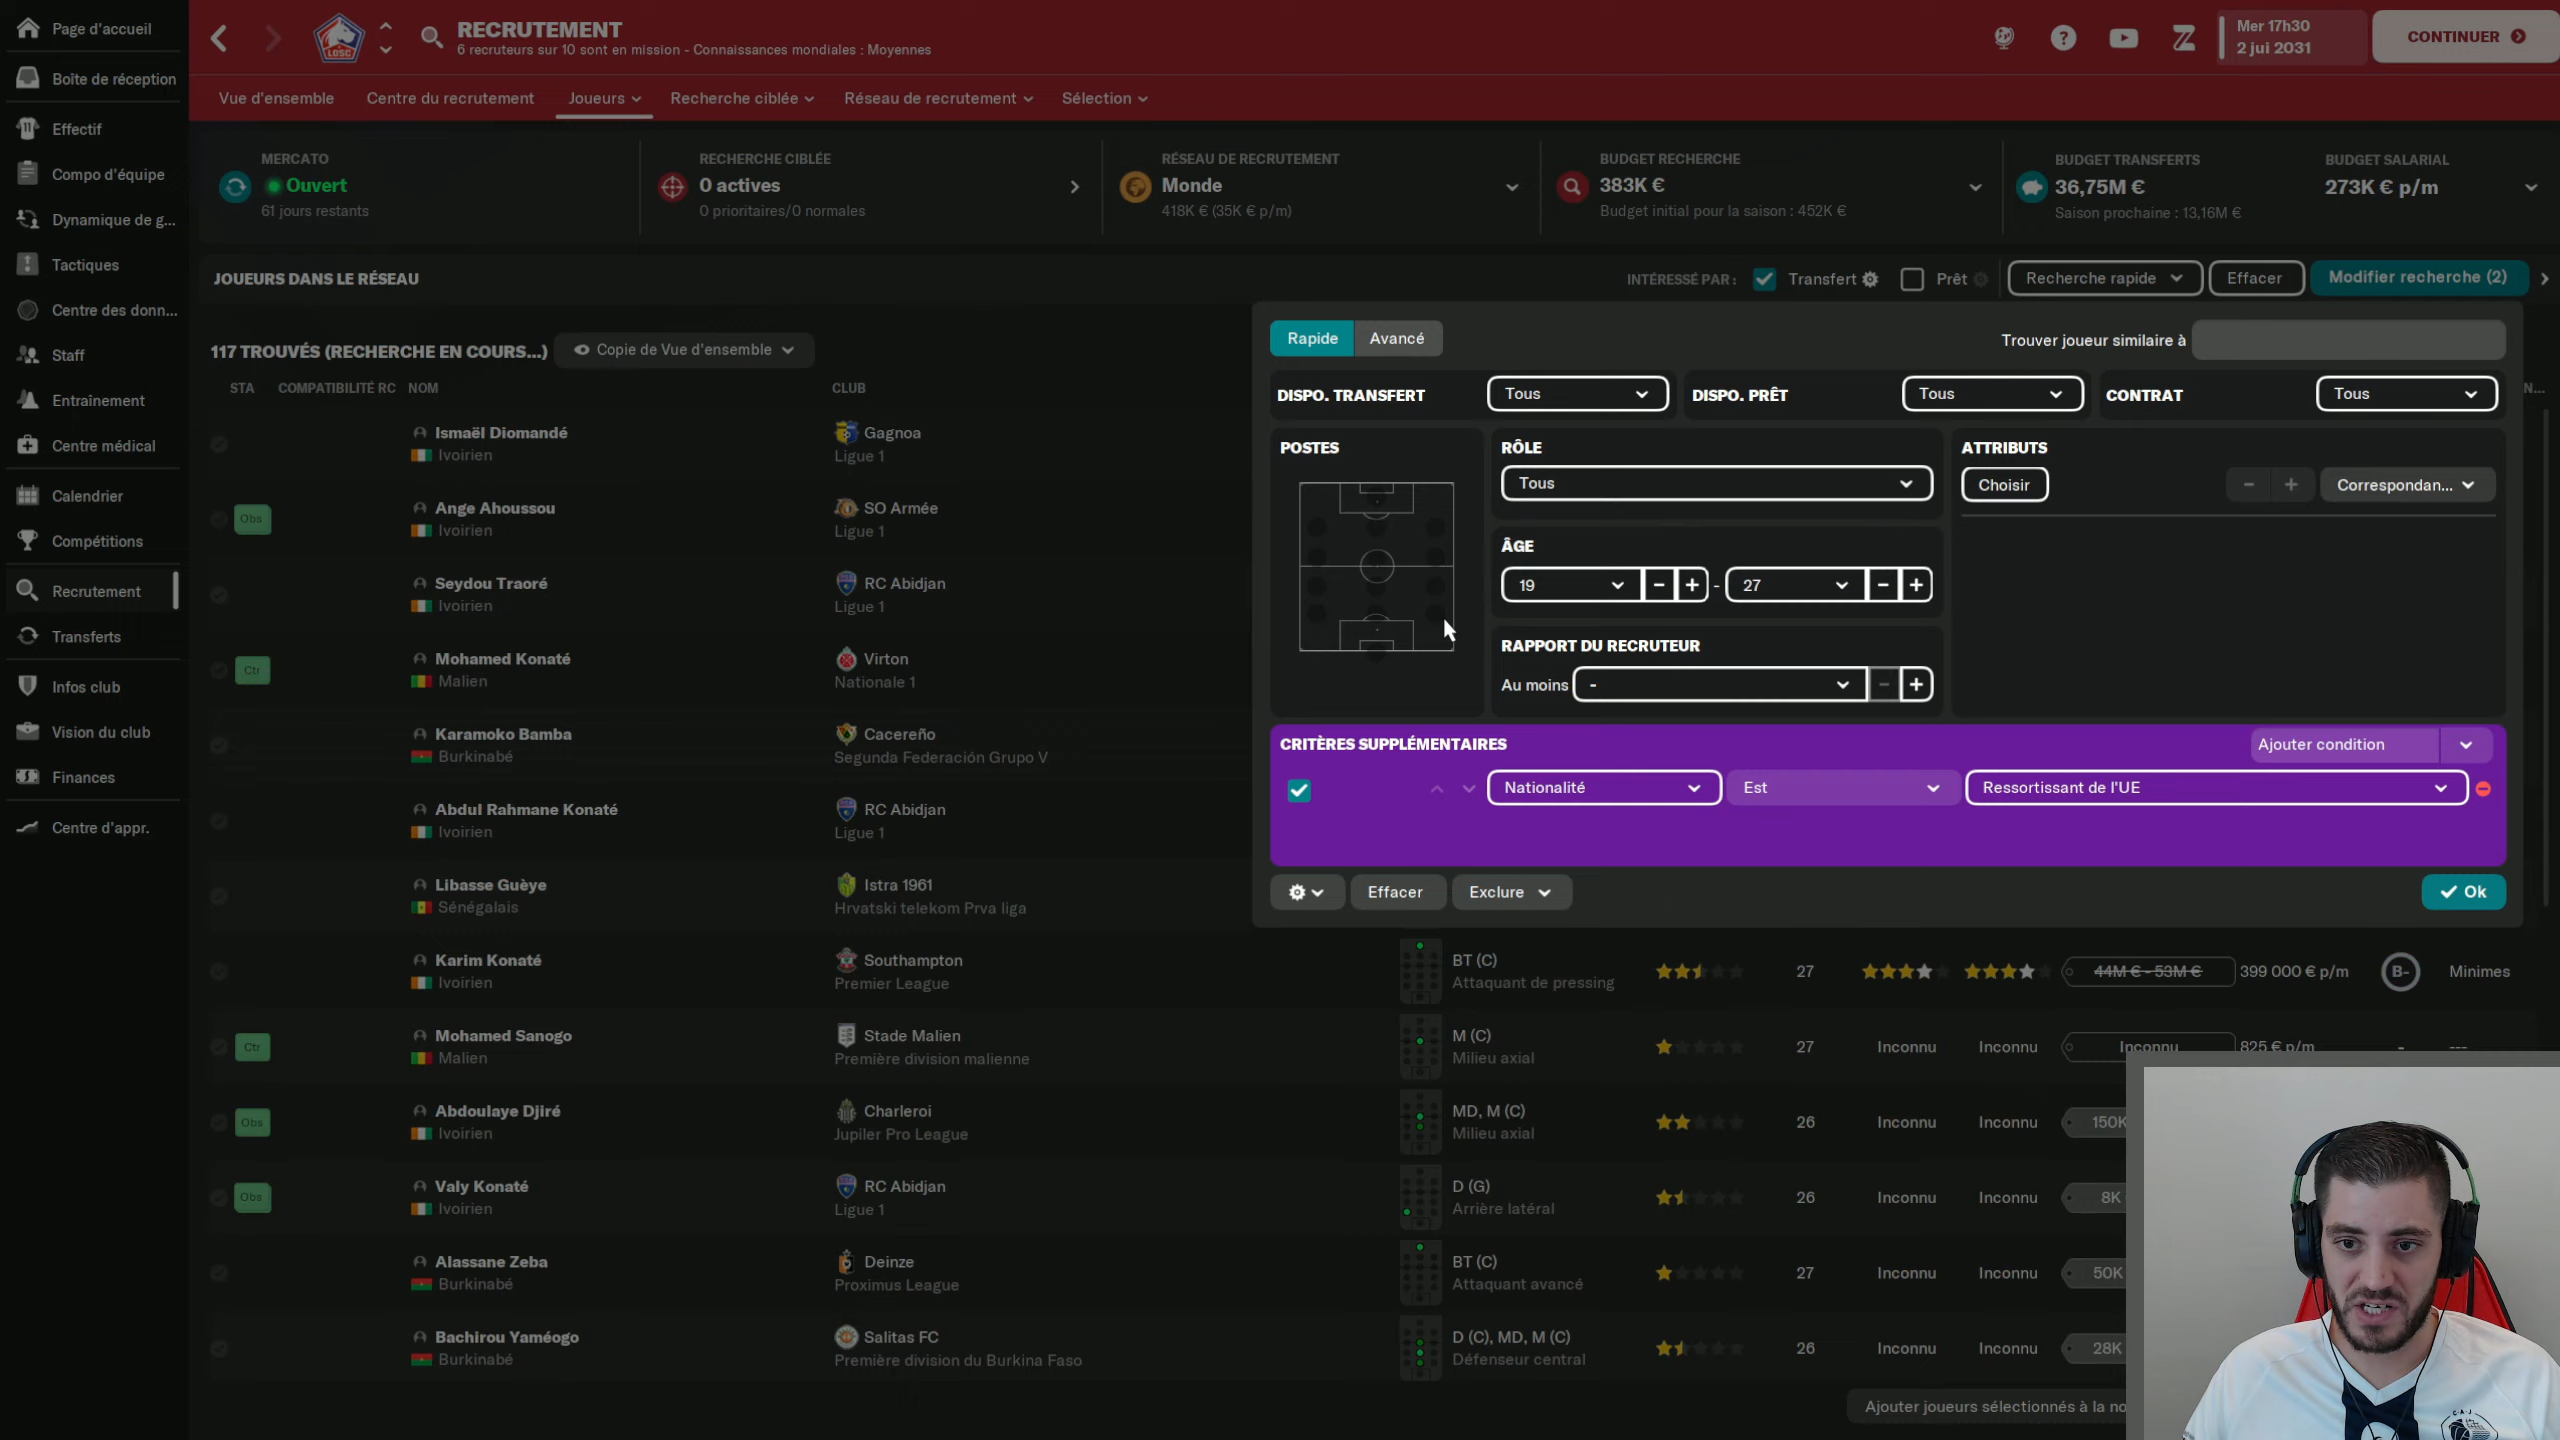 Page d'accueil
Boîte de réception
Effectif
Compo d'équipe
Dynamique de g...
Tactiques
Centre des donn...
Staff
Entraînement
Centre médical
Calendrier
Compétitions
Recrutement
Transferts
Infos club
Vision du club
Finances
Centre d'appr.
LOSC
RECRUTEMENT
6 recruteurs sur 10 sont en mission - Connaissances mondiales : Moyennes
Mer 17h30
2 jui 2031
CONTINUER
Vue d'ensemble
Centre du recrutement
Joueurs
Recherche ciblée
Réseau de recrutement
Sélection
MERCATO
Ouvert
61 jours restants
RECHERCHE CIBLÉE
0 actives
0 prioritaires/0 normales
RÉSEAU DE RECRUTEMENT
Monde
418K € (35K € p/m)
BUDGET RECHERCHE
383K €
Budget initial pour la saison : 452K €
BUDGET TRANSFERTS
36,75M €
Saison prochaine : 13,16M €
BUDGET SALARIAL
273K € p/m
JOUEURS DANS LE RÉSEAU
INTÉRESSÉ PAR :
Transfert
Prêt
Recherche rapide
Effacer
Modifier recherche (2)
117 TROUVÉS (RECHERCHE EN COURS...)
Copie de Vue d'ensemble
STA COMPATIBILITÉ RC NOM CLUB N...
Ismaël Diomandé Gagnoa
Ivoirien Ligue 1
Obs Ange Ahoussou SO Armée
Ivoirien Ligue 1
Seydou Traoré RC Abidjan
Ivoirien Ligue 1
Ctr Mohamed Konaté Virton
Malien Nationale 1
Karamoko Bamba Cacereño
Burkinabé Segunda Federación Grupo V
Abdul Rahmane Konaté RC Abidjan
Ivoirien Ligue 1
Libasse Guèye Istra 1961
Sénégalais Hrvatski telekom Prva liga
Karim Konaté Southampton BT (C) 27 44M € - 53M € 399 000 € p/m B- Minimes
Ivoirien Premier League Attaquant de pressing
Ctr Mohamed Sanogo Stade Malien M (C) 27 Inconnu Inconnu Inconnu 825 € p/m - ---
Malien Première division malienne Milieu axial
Obs Abdoulaye Djiré Charleroi MD, M (C) 26 Inconnu Inconnu 150K
Ivoirien Jupiler Pro League Milieu axial
Obs Valy Konaté RC Abidjan D (G) 26 Inconnu Inconnu 8K
Ivoirien Ligue 1 Arrière latéral
Alassane Zeba Deinze BT (C) 27 Inconnu Inconnu 50K
Burkinabé Proximus League Attaquant avancé
Bachirou Yaméogo Salitas FC D (C), MD, M (C) 26 Inconnu Inconnu 28K
Burkinabé Première division du Burkina Faso Défenseur central
Ajouter joueurs sélectionnés à la no
Rapide
Avancé
Trouver joueur similaire à
DISPO. TRANSFERT Tous
DISPO. PRÊT Tous
CONTRAT Tous
POSTES
RÔLE
Tous
ÂGE
19 - + - 27 - +
RAPPORT DU RECRUTEUR
Au moins - - +
ATTRIBUTS
Choisir
- +
Correspondan...
CRITÈRES SUPPLÉMENTAIRES
Ajouter condition
Nationalité
Est
Ressortissant de l'UE
Effacer
Exclure
Ok